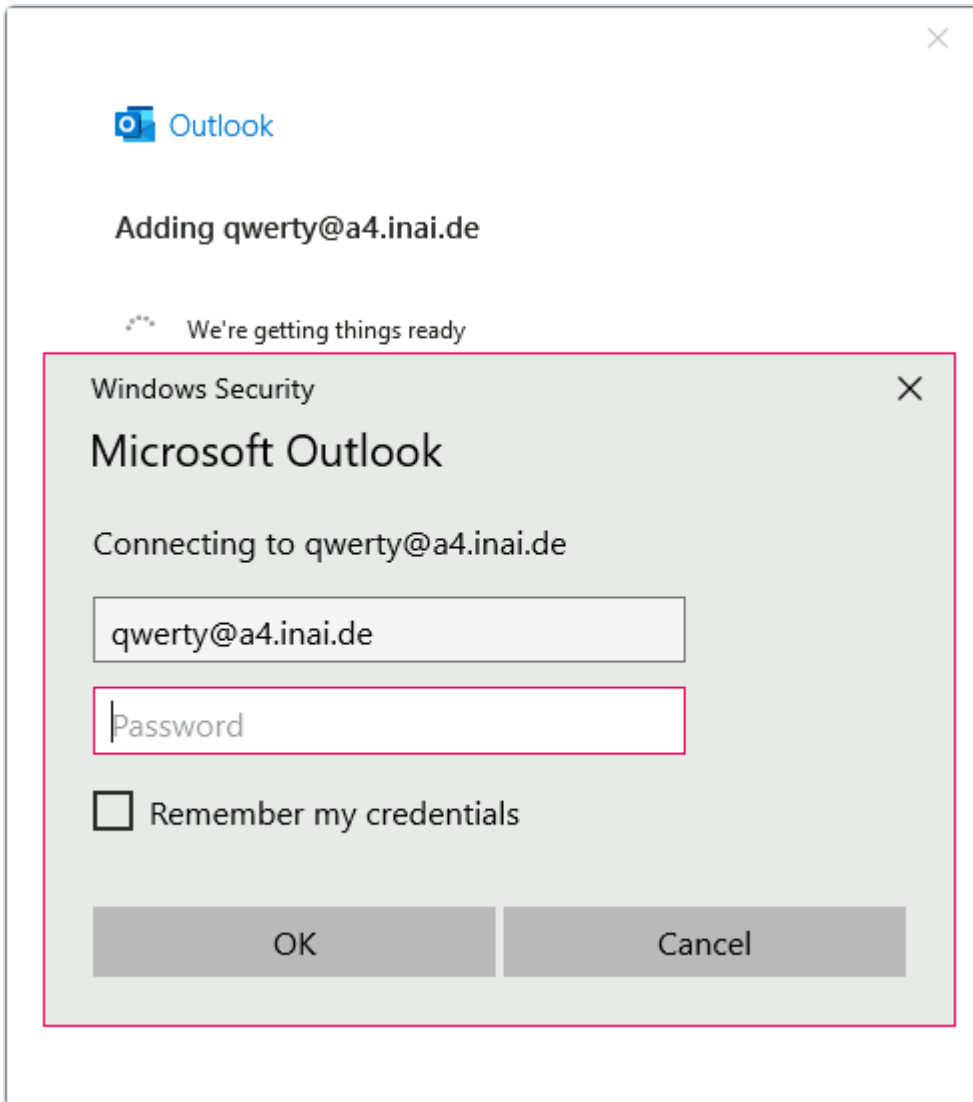 Outlook
Adding qwerty@a4.inai.de
We're getting things ready
Windows Security
Microsoft Outlook
Connecting to qwerty@a4.inai.de
qwerty@a4.inai.de
Password
Remember my credentials
OK
Cancel